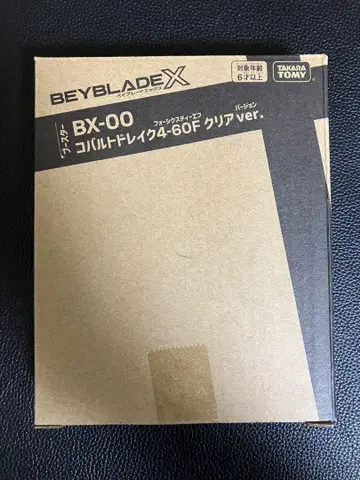 BEYBLADE X
ベイブレードエックス
対象年齢
6才以上
TAKARA
TOMY
ブースター
BX-00
フォーシックスティーエフ
バージョン
コバルトドレイク4-60F クリアver.